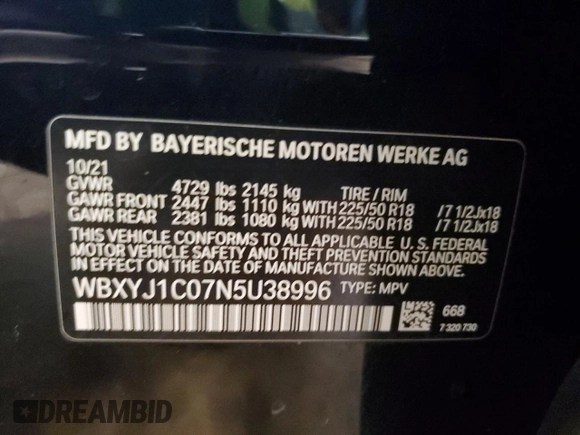 MFD BY BAYERISCHE MOTOREN WERKE AG
10/21
GVWR 4729 lbs 2145 kg TIRE / RIM
GAWR FRONT 2447 lbs 1110 kg WITH 225/50 R18 /7 1/2Jx18
GAWR REAR 2381 lbs 1080 kg WITH 225/50 R18 /7 1/2Jx18
THIS VEHICLE CONFORMS TO ALL APPLICABLE U. S. FEDERAL
MOTOR VEHICLE SAFETY AND THEFT PREVENTION STANDARDS
IN EFFECT ON THE DATE OF MANUFACTURE SHOWN ABOVE.
WBXYJ1C07N5U38996 TYPE: MPV
668
7 320 730
DREAMBID